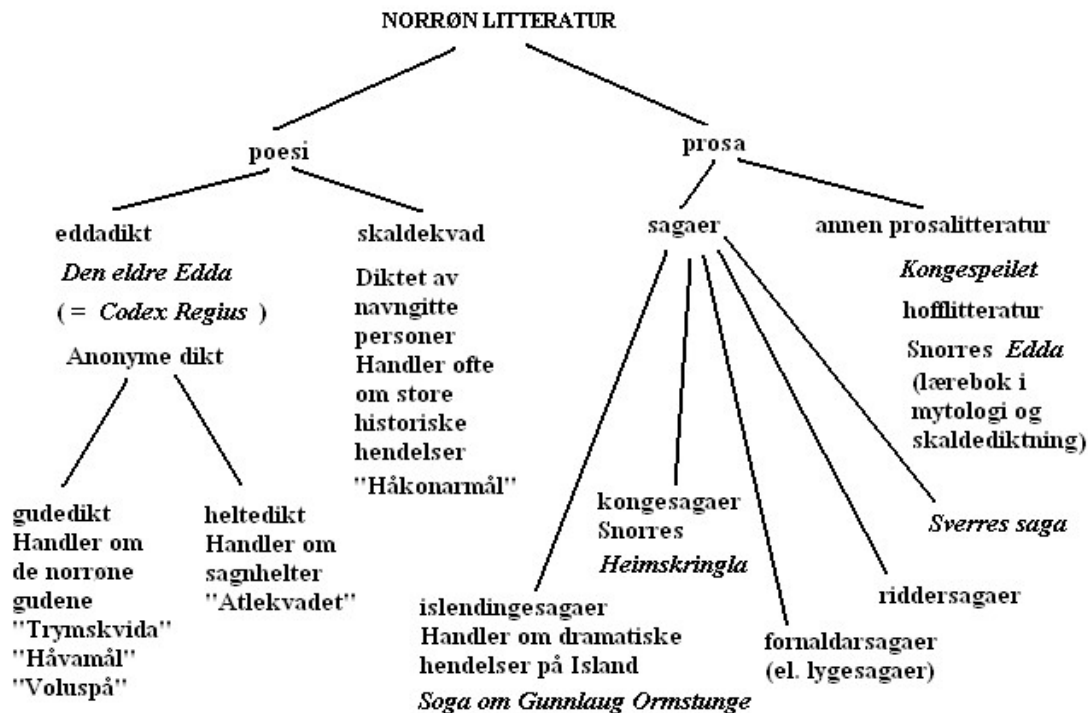 NORRØN LITTERATUR
poesi
prosa
eddadikt
Den eldre Edda
( = Codex Regius )
Anonyme dikt
gudedikt
Handler om
de norrøne
gudene
"Trymskvida"
"Håvamål"
"Voluspå"
heltedikt
Handler om
sagnhelter
"Atlekvadet"
skaldekvad
Diktet av
navngitte
personer
Handler ofte
om store
historiske
hendelser
"Håkonarmål"
sagaer
islendingesagaer
Handler om dramatiske
hendelser på Island
Soga om Gunnlaug Ormstunge
kongesagaer
Snorres
Heimskringla
fornaldarsagaer
(el. lygesagaer)
riddersagaer
Sverres saga
annen prosalitteratur
Kongespeilet
hofflitteratur
Snorres Edda
(lærebok i
mytologi og
skaldediktning)